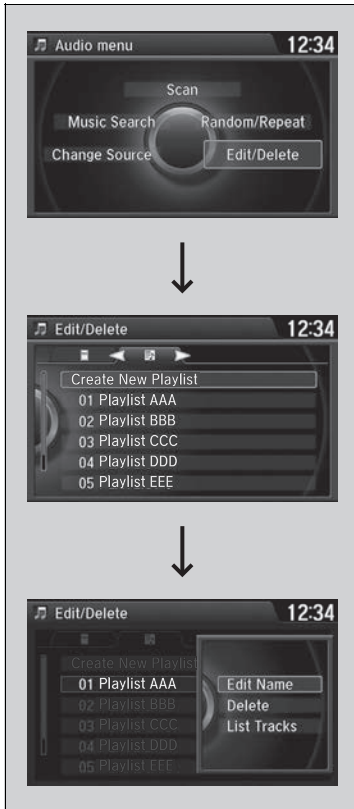 Audio menu 12:34
Scan
Music Search Random/Repeat
Change Source Edit/Delete
Edit/Delete 12:34
Create New Playlist
01 Playlist AAA
02 Playlist BBB
03 Playlist CCC
04 Playlist DDD
05 Playlist EEE
Edit/Delete 12:34
Create New Playlist
01 Playlist AAA Edit Name
02 Playlist BBB Delete
03 Playlist CCC List Tracks
04 Playlist DDD
05 Playlist EEE